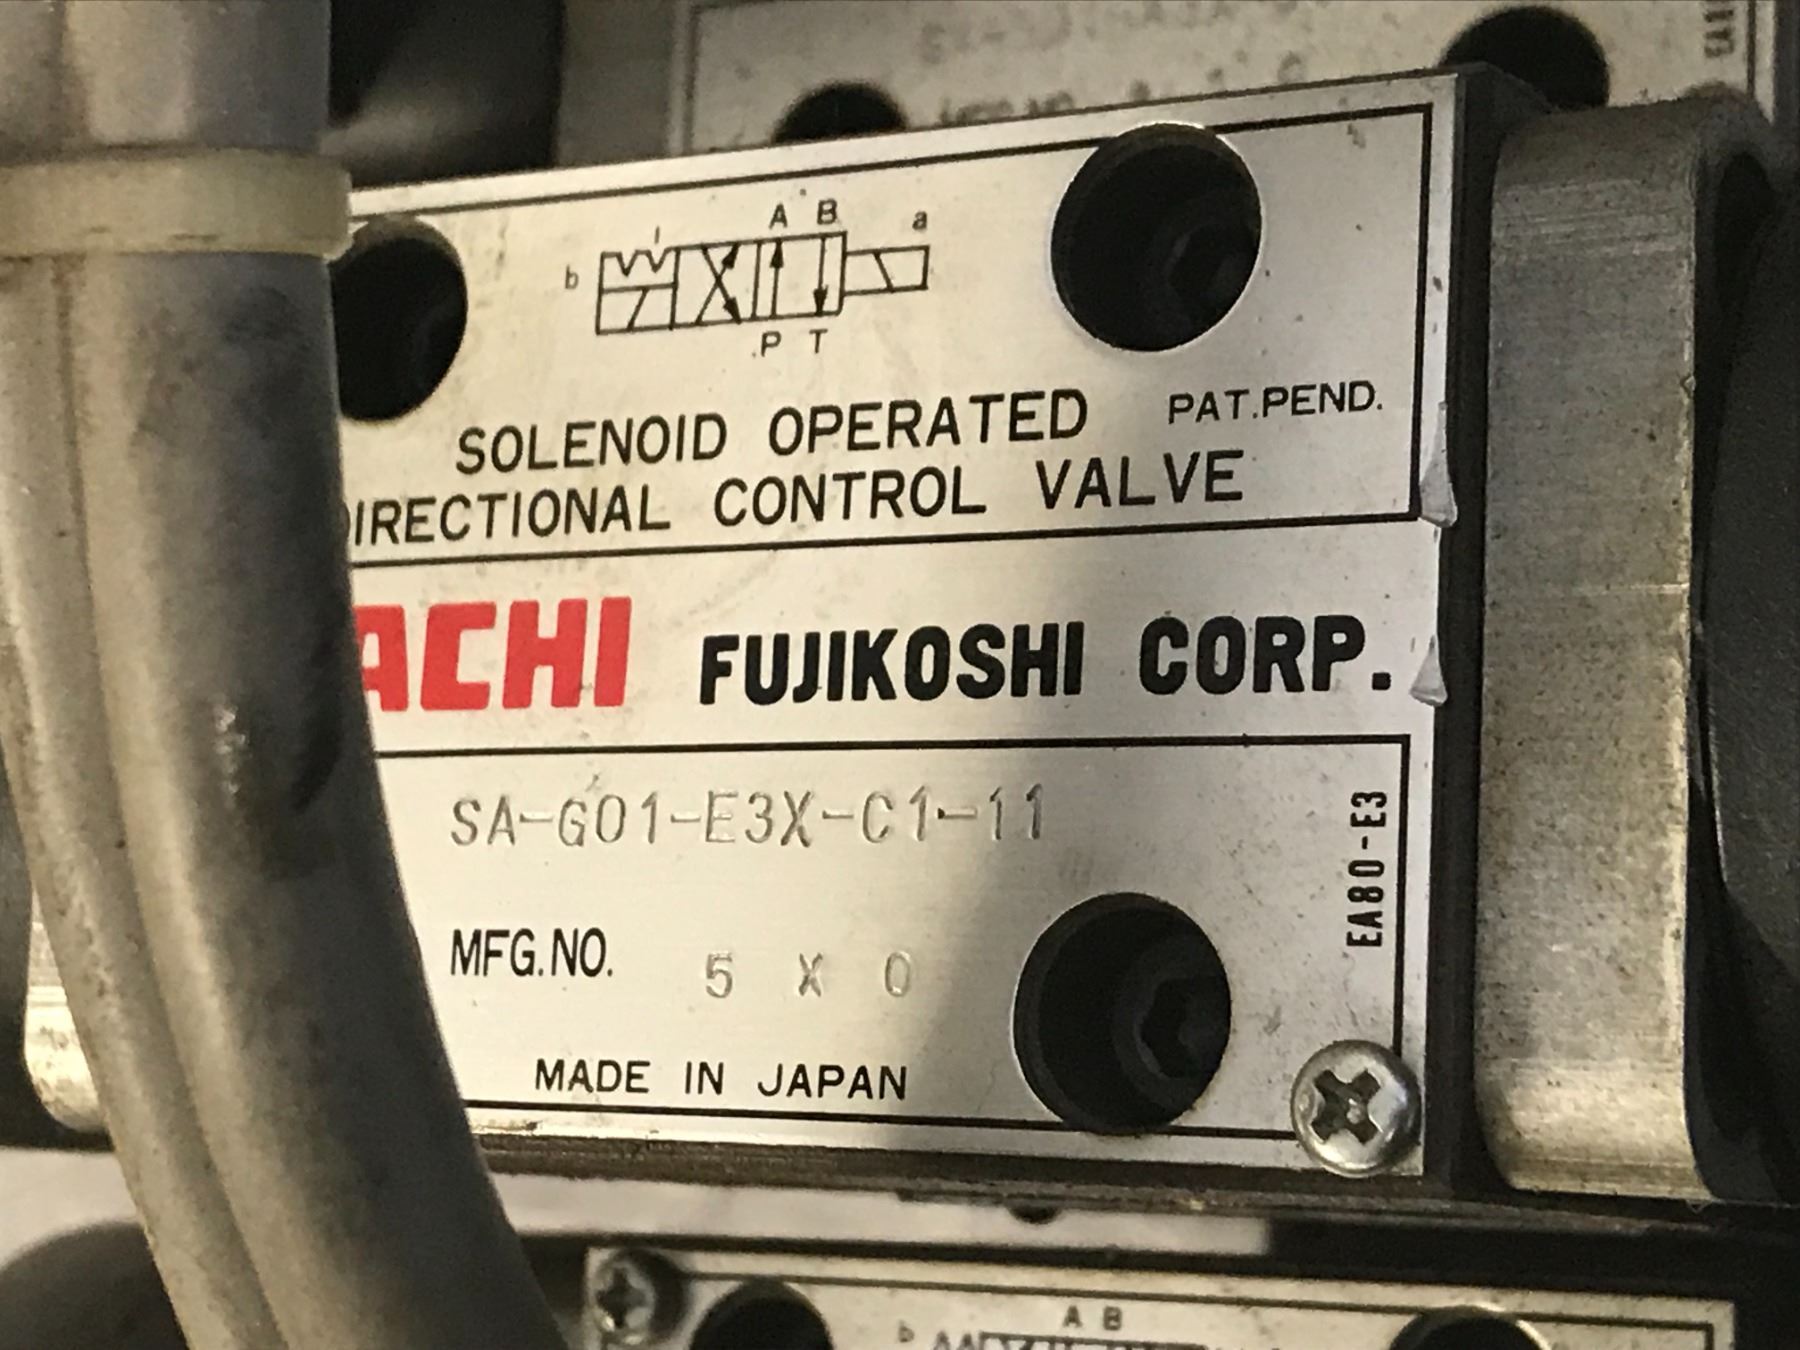 A B
a
b
P T
SOLENOID OPERATED PAT.PEND.
DIRECTIONAL CONTROL VALVE
ACHI FUJIKOSHI CORP.
SA-G01-E3X-C1-11
EA80-E3
MFG.NO. 5 X 0
MADE IN JAPAN
A B
b